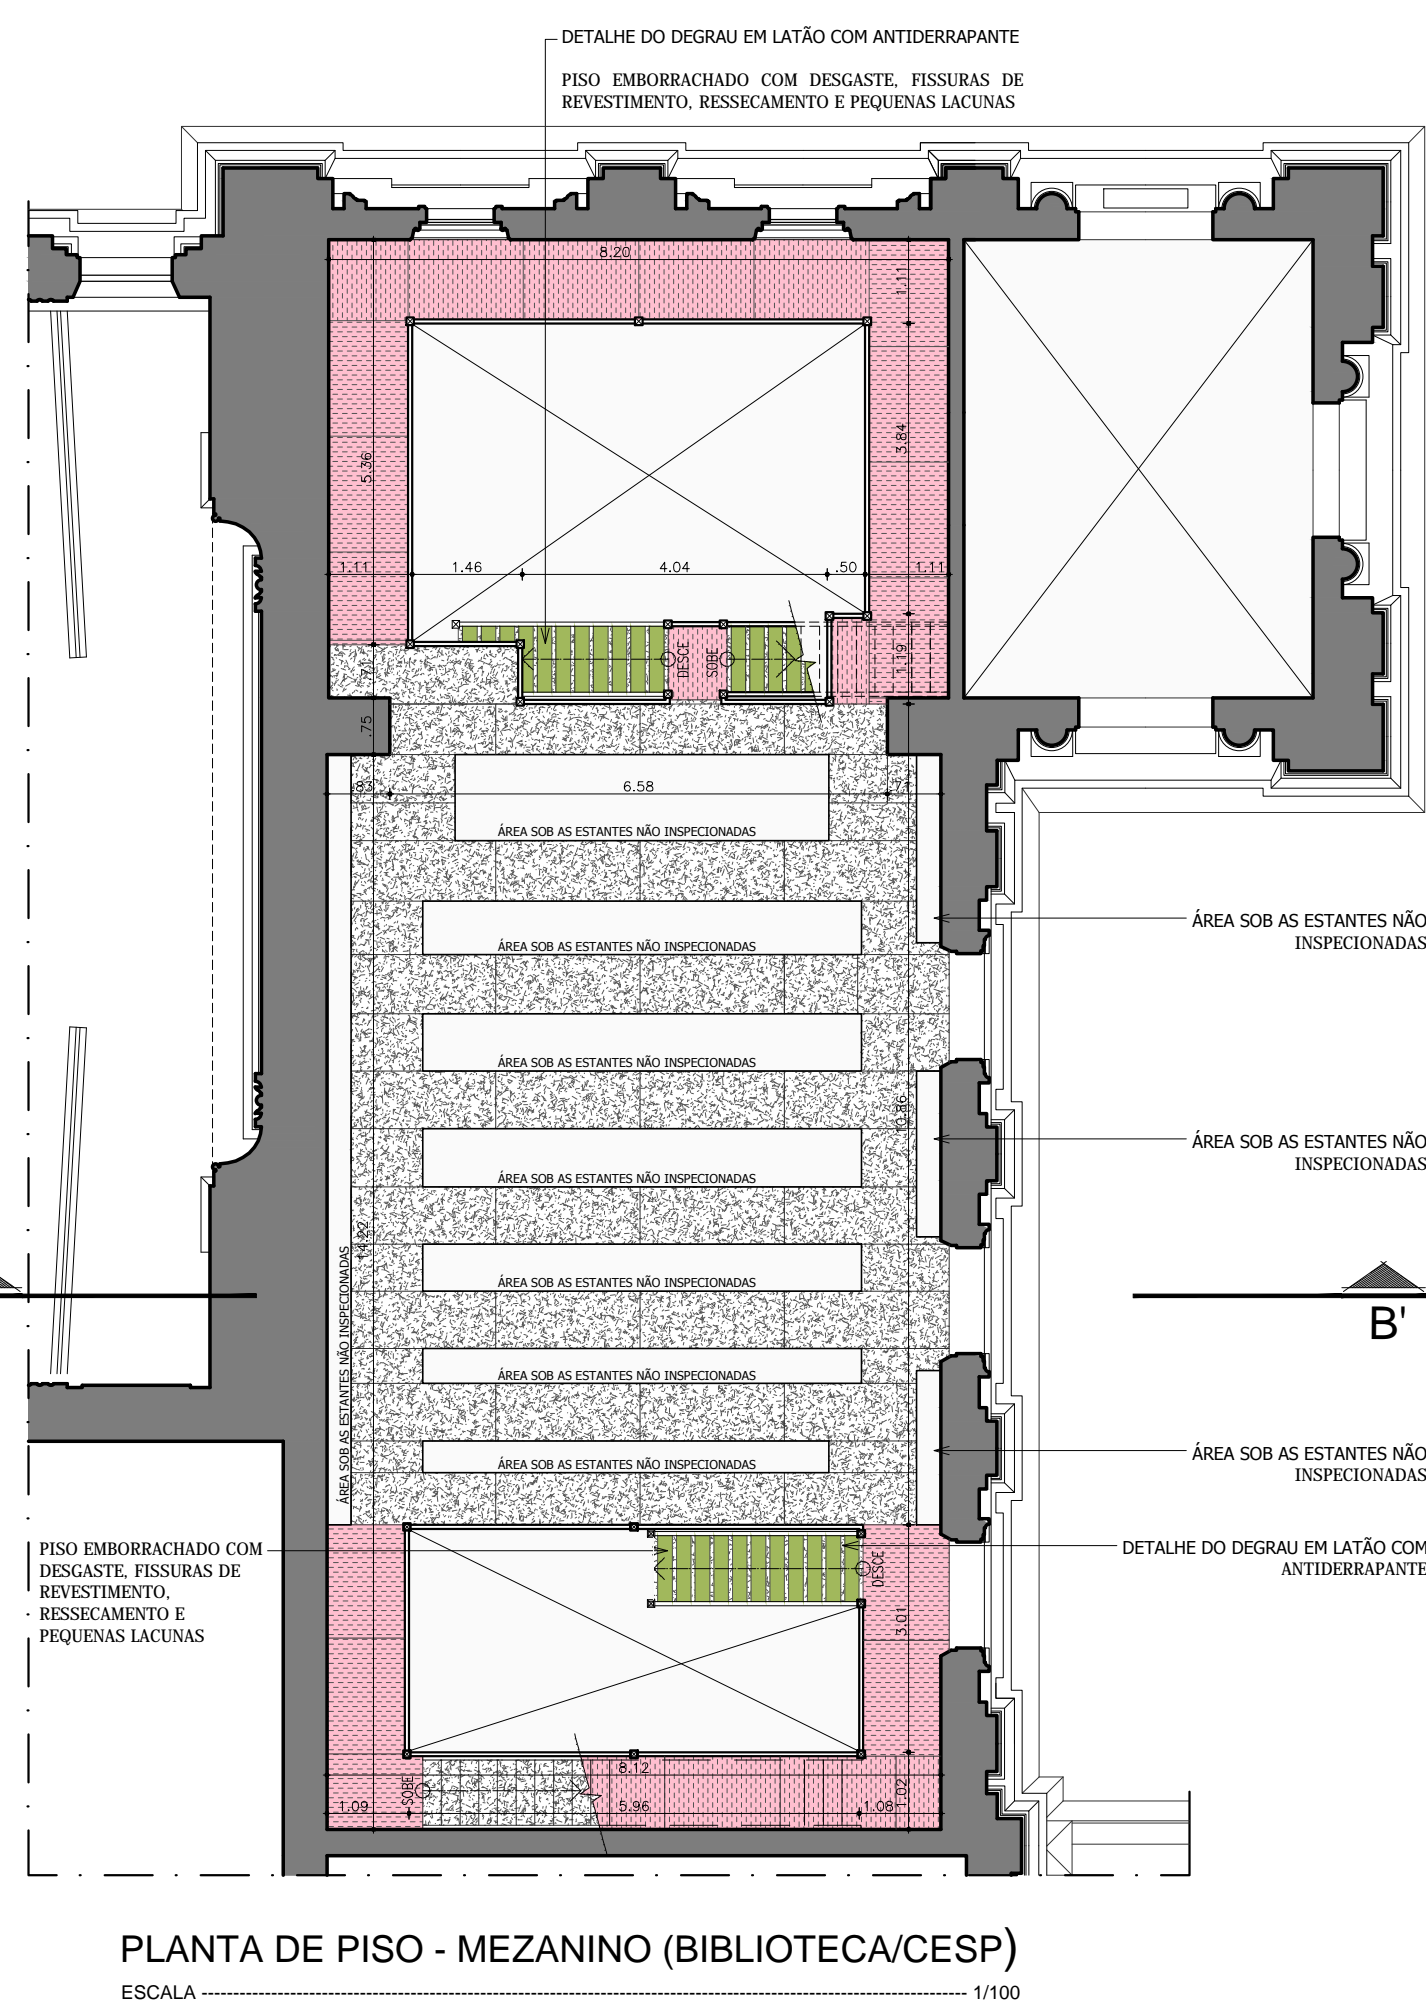 DETALHE DO DEGRAU EM LATÃO COM ANTIDERRAPANTE
PISO EMBORRACHADO COM DESGASTE, FISSURAS DE
REVESTIMENTO, RESSECAMENTO E PEQUENAS LACUNAS
8.20
1.11
3.84
5.36
1.11
1.46
4.04
.50
1.11
DESCE
SOBE
1.19
.75
.83
6.58
ÁREA SOB AS ESTANTES NÃO INSPECIONADAS
ÁREA SOB AS ESTANTES NÃO
INSPECIONADAS
ÁREA SOB AS ESTANTES NÃO INSPECIONADAS
ÁREA SOB AS ESTANTES NÃO INSPECIONADAS
10.86
ÁREA SOB AS ESTANTES NÃO
INSPECIONADAS
ÁREA SOB AS ESTANTES NÃO INSPECIONADAS
14.22
ÁREA SOB AS ESTANTES NÃO INSPECIONADAS
ÁREA SOB AS ESTANTES NÃO INSPECIONADAS
B'
ÁREA SOB AS ESTANTES NÃO INSPECIONADAS
ÁREA SOB AS ESTANTES NÃO INSPECIONADAS
ÁREA SOB AS ESTANTES NÃO
INSPECIONADAS
PISO EMBORRACHADO COM
DESGASTE, FISSURAS DE
REVESTIMENTO,
RESSECAMENTO E
PEQUENAS LACUNAS
DETALHE DO DEGRAU EM LATÃO COM
ANTIDERRAPANTE
DESCE
3.01
8.12
SOBE
1.02
1.09
5.96
1.08
PLANTA DE PISO - MEZANINO (BIBLIOTECA/CESP)
ESCALA 1/100